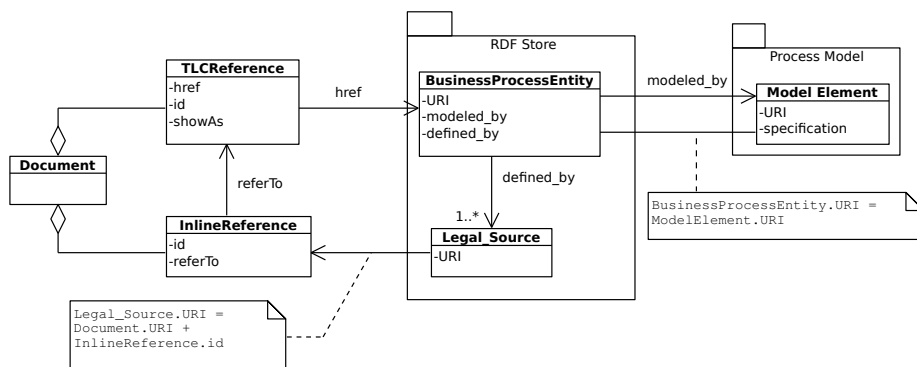 RDF Store
Process Model
TLCReference
-href
-id
-showAs
href
BusinessProcessEntity
-URI
-modeled_by
-defined_by
modeled_by
Model Element
-URI
-specification
Document
referTo
defined_by
1..*
InlineReference
-id
-referTo
Legal_Source
-URI
BusinessProcessEntity.URI =
ModelElement.URI
Legal_Source.URI =
Document.URI +
InlineReference.id